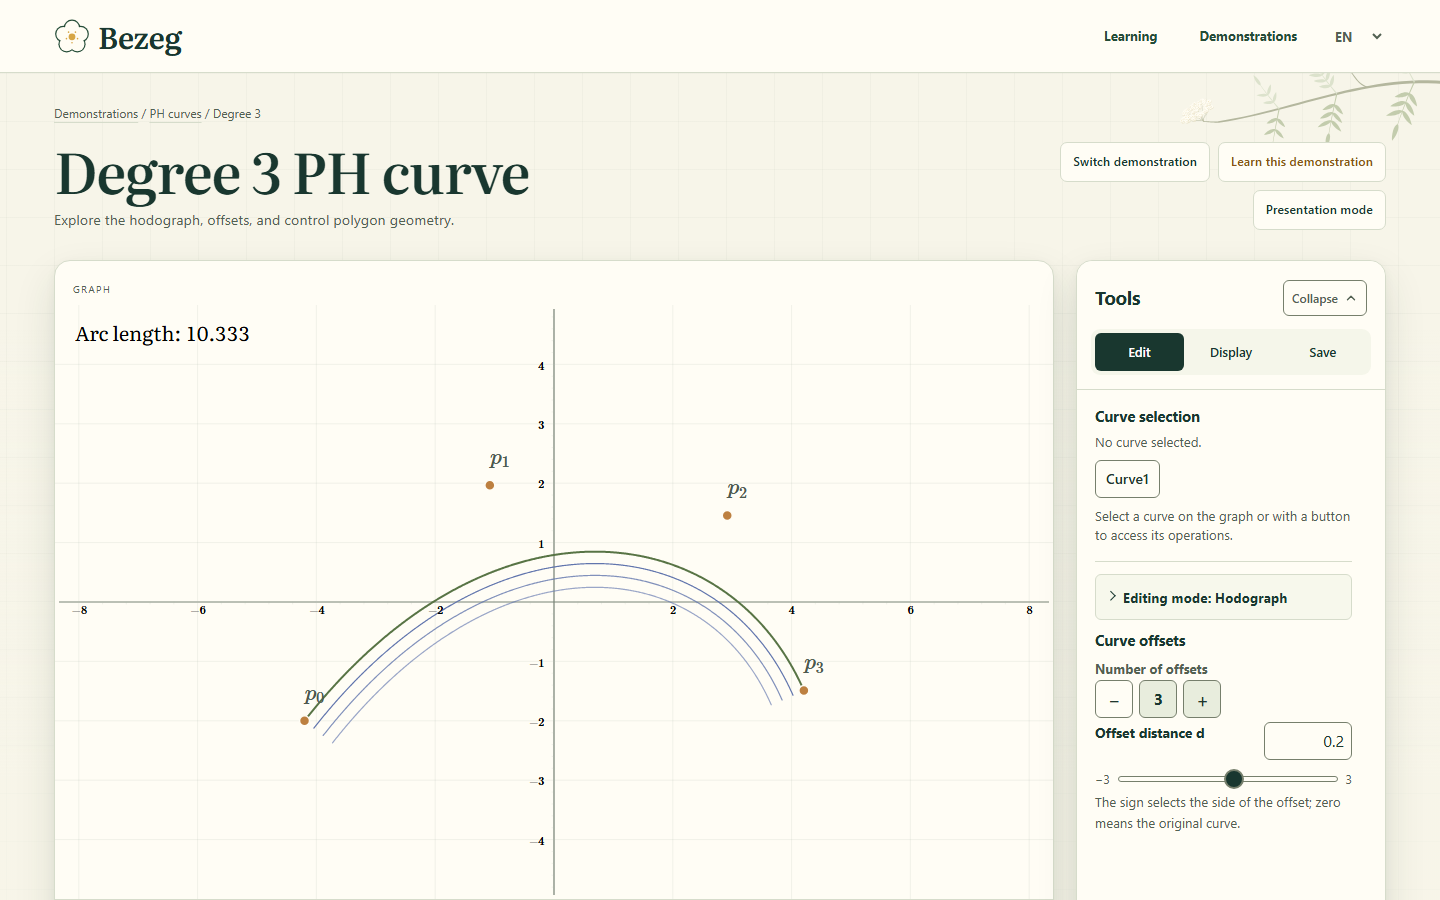 Bezeg
Learning
Demonstrations
EN
Demonstrations / PH curves / Degree 3
Degree 3 PH curve
Explore the hodograph, offsets, and control polygon geometry.
Switch demonstration
Learn this demonstration
Presentation mode
GRAPH
Arc length: 10.333
4
3
2
1
−8
−6
−4
−2
2
4
6
8
−1
−2
−3
−4
p0
p1
p2
p3
Tools
Collapse
Edit
Display
Save
Curve selection
No curve selected.
Curve1
Select a curve on the graph or with a button
to access its operations.
Editing mode: Hodograph
Curve offsets
Number of offsets
−
3
+
Offset distance d
0.2
−3
3
The sign selects the side of the offset; zero
means the original curve.